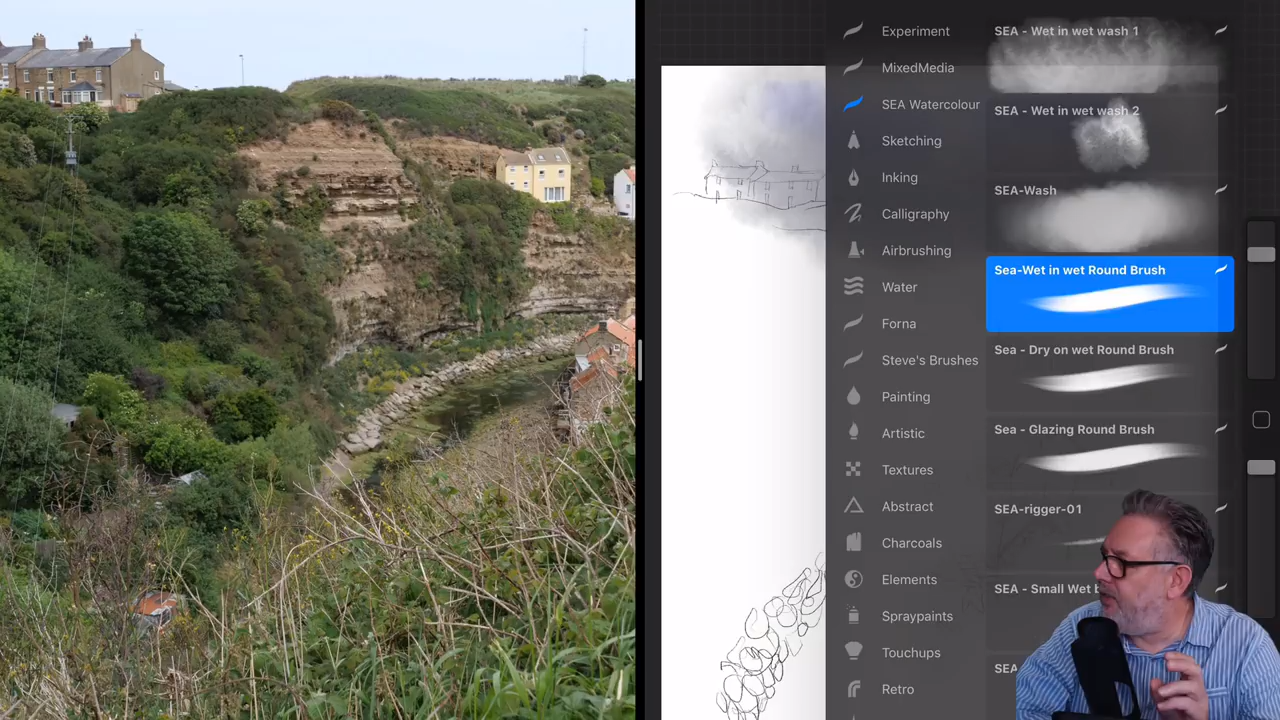 Experiment
MixedMedia
SEA Watercolour
Sketching
Inking
Calligraphy
Airbrushing
Water
Forna
Steve's Brushes
Painting
Artistic
Textures
Abstract
Charcoals
Elements
Spraypaints
Touchups
Retro
SEA - Wet in wet wash 1
SEA - Wet in wet wash 2
SEA-Wash
Sea-Wet in wet Round Brush
Sea - Dry on wet Round Brush
Sea - Glazing Round Brush
SEA-rigger-01
SEA - Small Wet
SEA